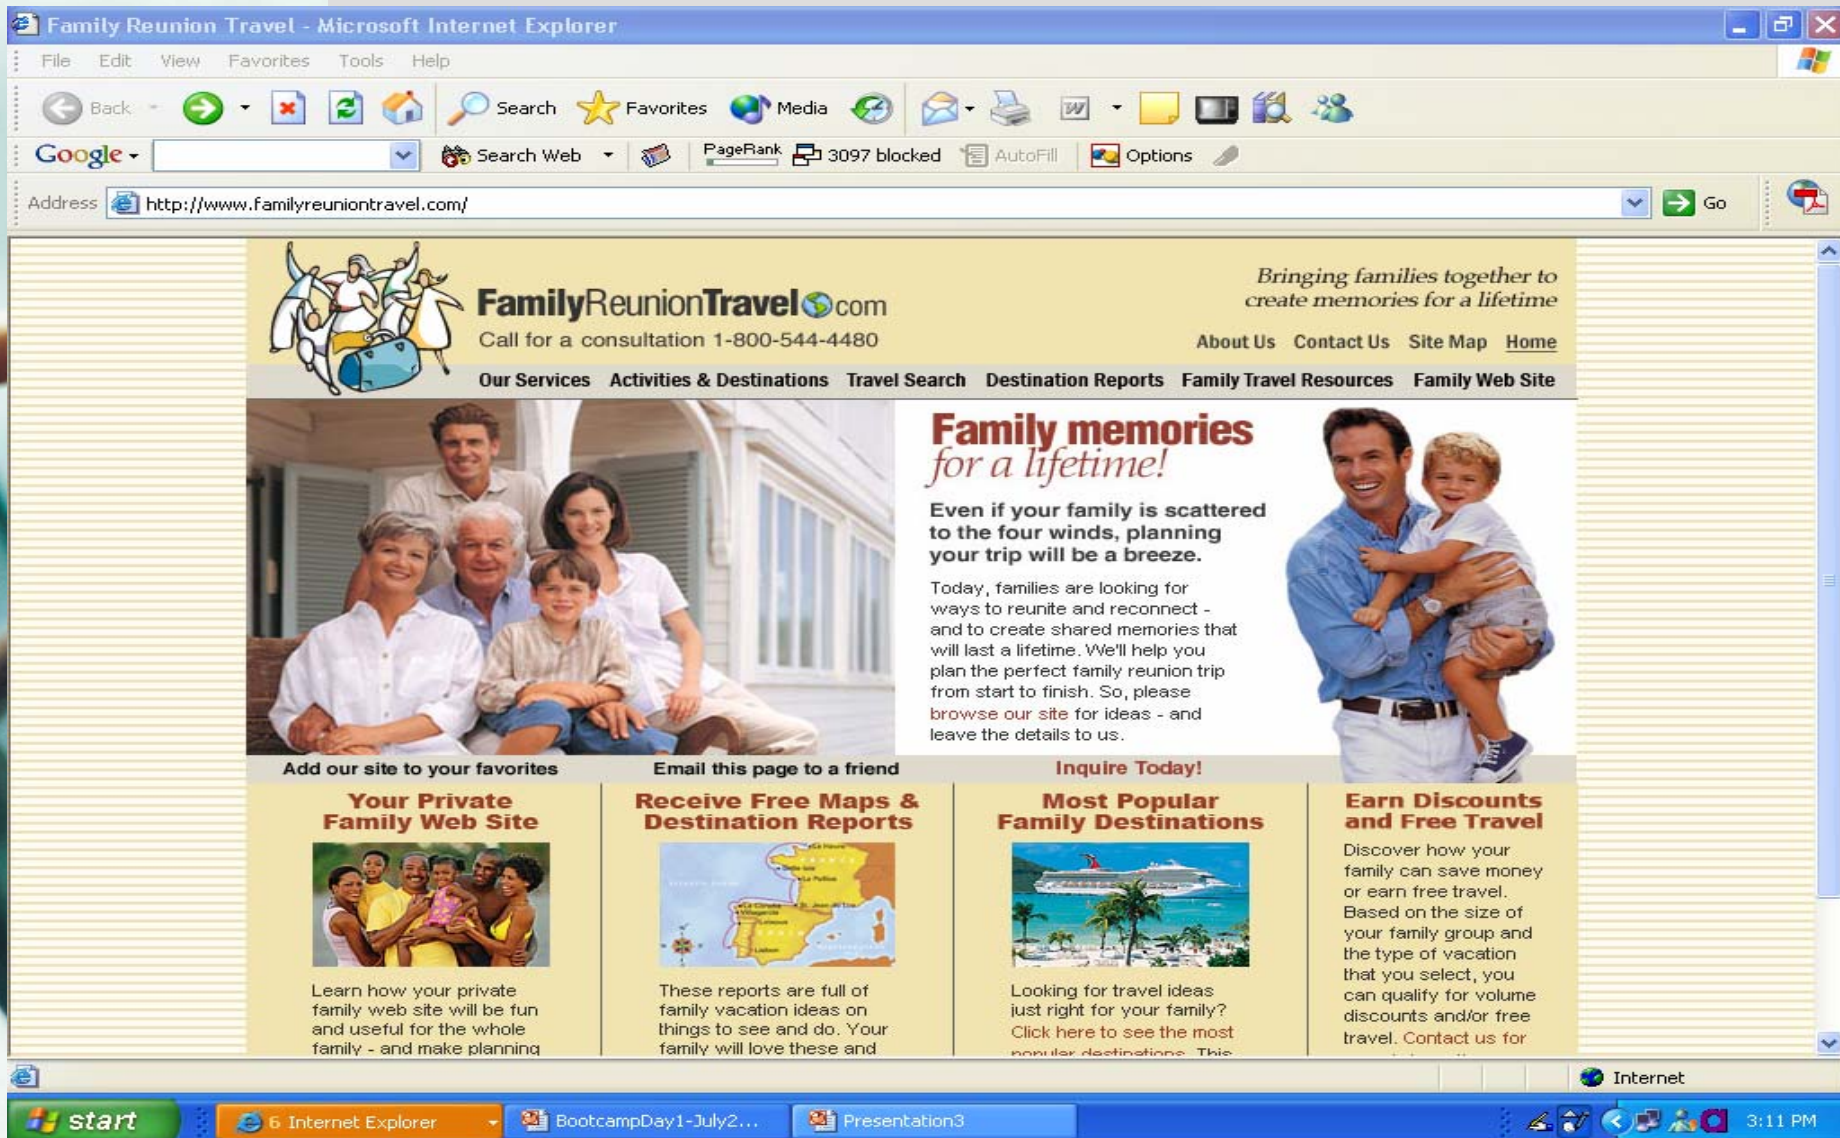 Family Reunion Travel - Microsoft Internet Explorer
File Edit View Favorites Tools Help
Back Search Favorites Media
Google Search Web PageRank 3097 blocked AutoFill Options
Address http://www.familyreuniontravel.com/ Go
FamilyReunionTravel.com
Call for a consultation 1-800-544-4480
Bringing families together to
create memories for a lifetime
About Us Contact Us Site Map Home
Our Services Activities & Destinations Travel Search Destination Reports Family Travel Resources Family Web Site
Family memories
for a lifetime!
Even if your family is scattered
to the four winds, planning
your trip will be a breeze.
Today, families are looking for
ways to reunite and reconnect -
and to create shared memories that
will last a lifetime. We'll help you
plan the perfect family reunion trip
from start to finish. So, please
browse our site for ideas - and
leave the details to us.
Add our site to your favorites Email this page to a friend Inquire Today!
Your Private
Family Web Site
Learn how your private
family web site will be fun
and useful for the whole
family - and make planning
Receive Free Maps &
Destination Reports
Lisbon
These reports are full of
family vacation ideas on
things to see and do. Your
family will love these and
Most Popular
Family Destinations
Looking for travel ideas
just right for your family?
Click here to see the most
popular destinations. This
Earn Discounts
and Free Travel
Discover how your
family can save money
or earn free travel.
Based on the size of
your family group and
the type of vacation
that you select, you
can qualify for volume
discounts and/or free
travel. Contact us for
Internet
start 6 Internet Explorer BootcampDay1-July2... Presentation3 3:11 PM